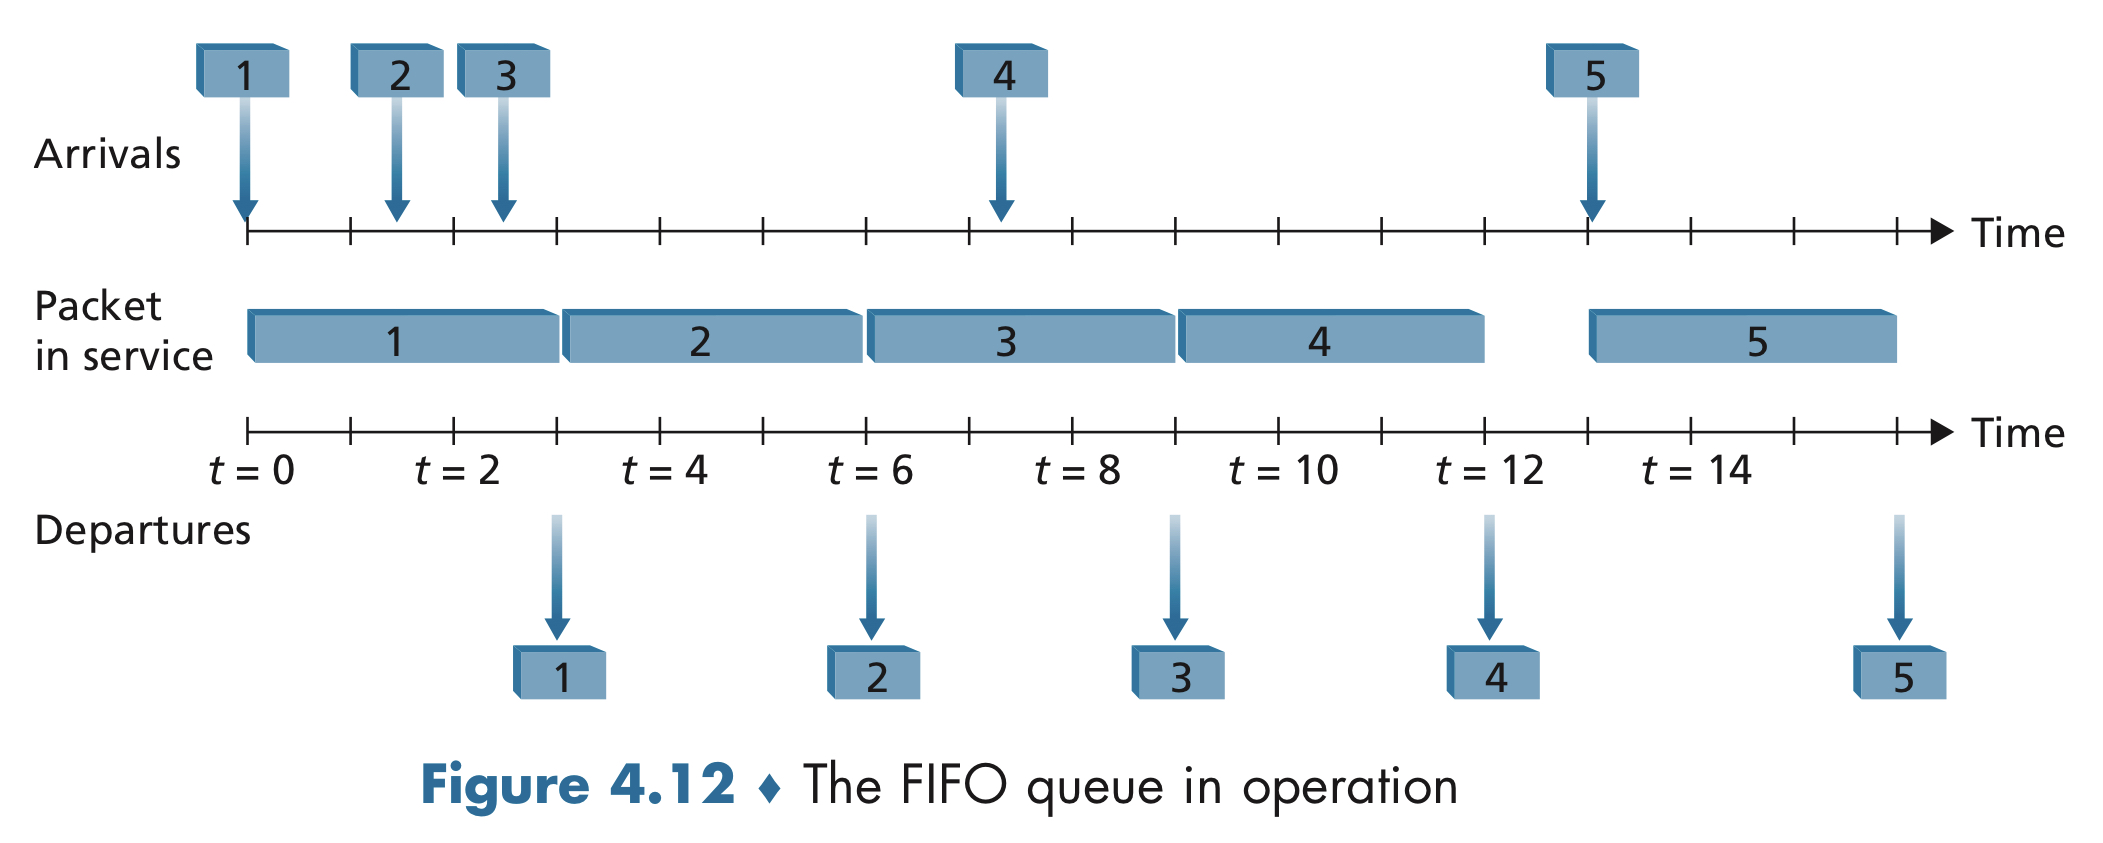 1 2 3 4 5
Arrivals
Time
Packet
in service
1 2 3 4 5
Time
t = 0 t = 2 t = 4 t = 6 t = 8 t = 10 t = 12 t = 14
Departures
1 2 3 4 5
Figure 4.12 ♦ The FIFO queue in operation